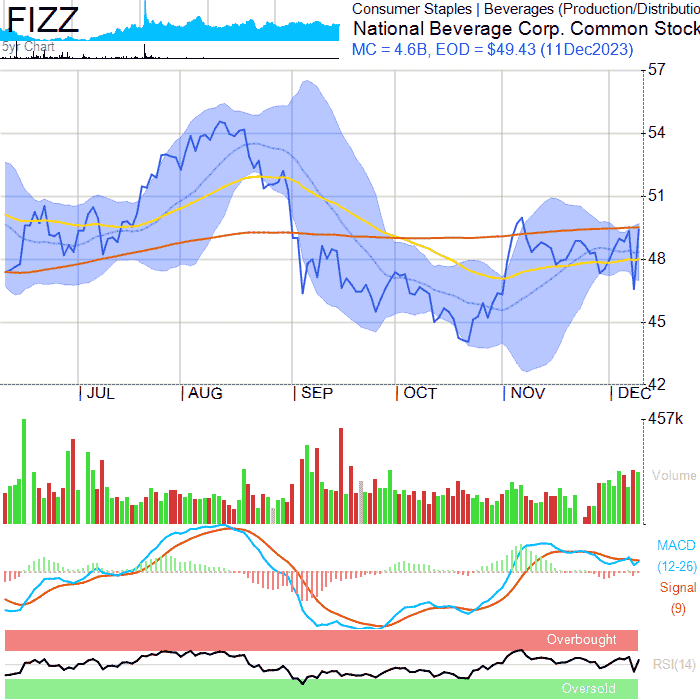 FIZZ
5yr Chart
Consumer Staples | Beverages (Production/Distributio
National Beverage Corp. Common Stock
MC = 4.6B, EOD = $49.43 (11Dec2023)
57
54
51
48
45
42
| JUL | AUG | SEP | OCT | NOV | DEC
457k
Volume
MACD
(12-26)
Signal
(9)
Overbought
RSI(14)
Oversold